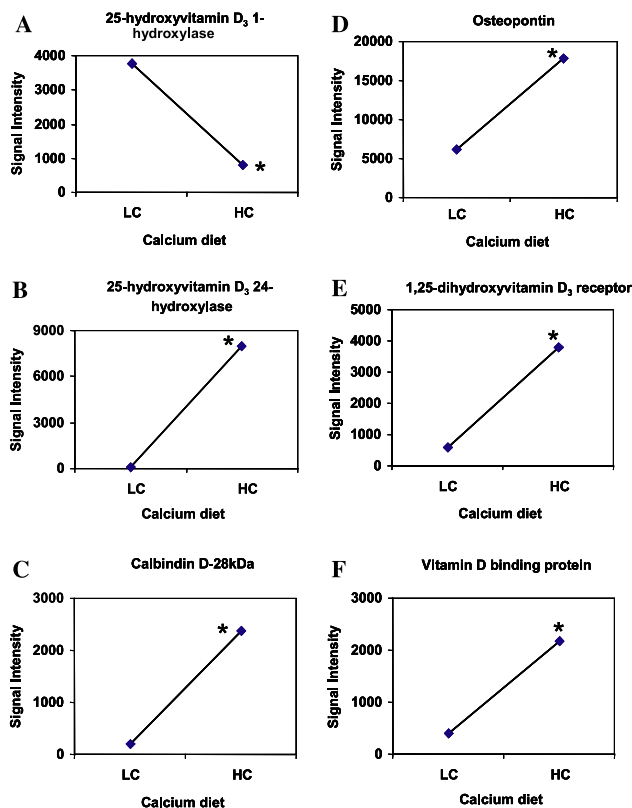 A
25-hydroxyvitamin D3 1-
hydroxylase
Signal Intensity
4000
3000
2000
1000
0
*
LC
HC
Calcium diet
D
Osteopontin
Signal Intensity
20000
15000
10000
5000
0
*
LC
HC
Calcium diet
B
25-hydroxyvitamin D3 24-
hydroxylase
Signal Intensity
9000
6000
3000
0
*
LC
HC
Calcium diet
E
1,25-dihydroxyvitamin D3 receptor
Signal Intensity
5000
4000
3000
2000
1000
0
*
LC
HC
Calcium diet
C
Calbindin D-28kDa
Signal Intensity
3000
2000
1000
0
*
LC
HC
Calcium diet
F
Vitamin D binding protein
Signal Intensity
3000
2000
1000
0
*
LC
HC
Calcium diet